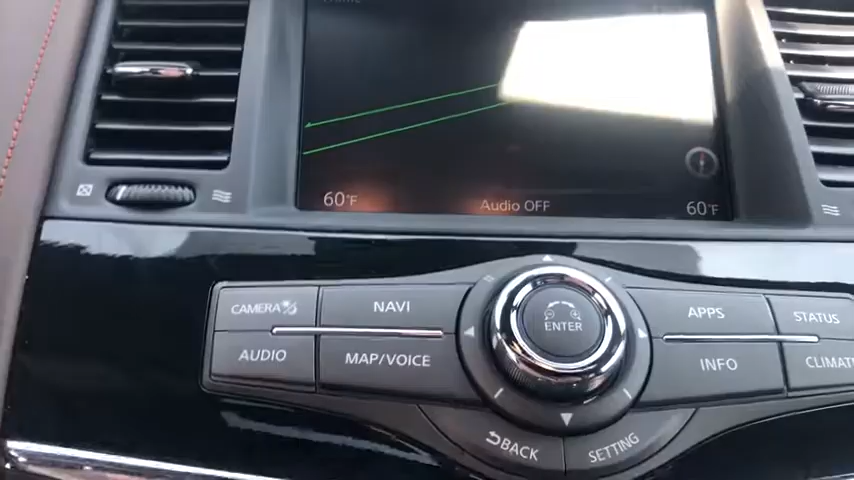 60°F
Audio OFF
60°F
CAMERA
NAVI
ENTER
APPS
STATUS
AUDIO
MAP/VOICE
INFO
BACK
SETTING